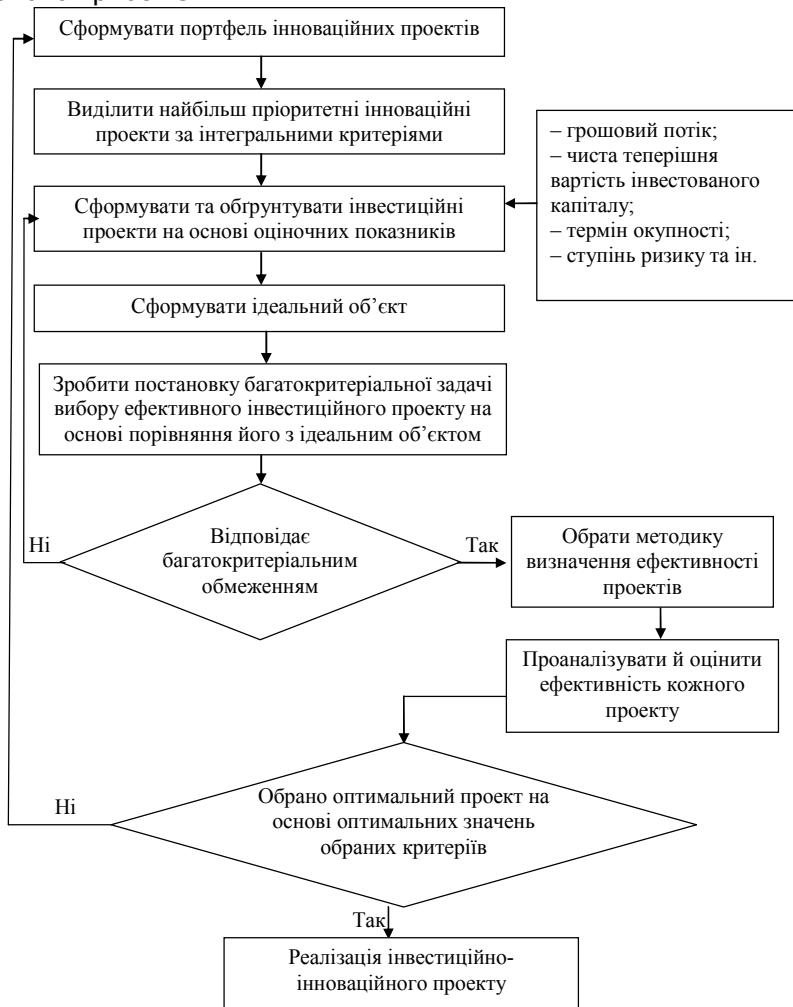 Сформувати портфель інноваційних проектів
Виділити найбільш пріоритетні інноваційні
проекти за інтегральними критеріями
– грошовий потік;
– чиста теперішня
вартість інвестованого
капіталу;
– термін окупності;
– ступінь ризику та ін.
Сформувати та обґрунтувати інвестиційні
проекти на основі оціночних показників
Сформувати ідеальний об’єкт
Зробити постановку багатокритеріальної задачі
вибору ефективного інвестиційного проекту на
основі порівняння його з ідеальним об’єктом
Ні
Відповідає
багатокритеріальним
обмеженням
Так
Обрати методику
визначення ефективності
проектів
Проаналізувати й оцінити
ефективність кожного
проекту
Ні
Обрано оптимальний проект на
основі оптимальних значень
обраних критеріїв
Так
Реалізація інвестиційно-
інноваційного проекту